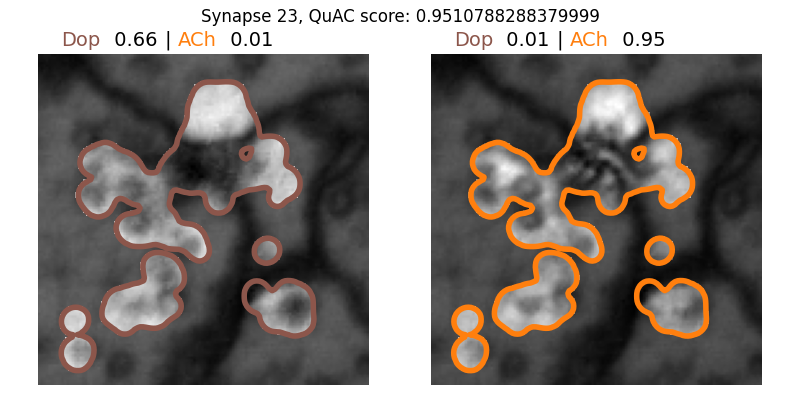 Synapse 23, QuAC score: 0.9510788288379999
Dop 0.66 | ACh 0.01
Dop 0.01 | ACh 0.95